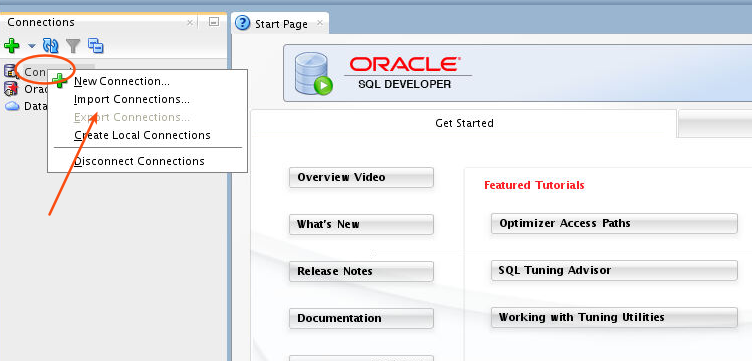 Connections
Start Page
Con
Orac
Data
New Connection...
Import Connections...
Export Connections...
Create Local Connections
Disconnect Connections
ORACLE
SQL DEVELOPER
Get Started
Overview Video
What's New
Release Notes
Documentation
Featured Tutorials
Optimizer Access Paths
SQL Tuning Advisor
Working with Tuning Utilities